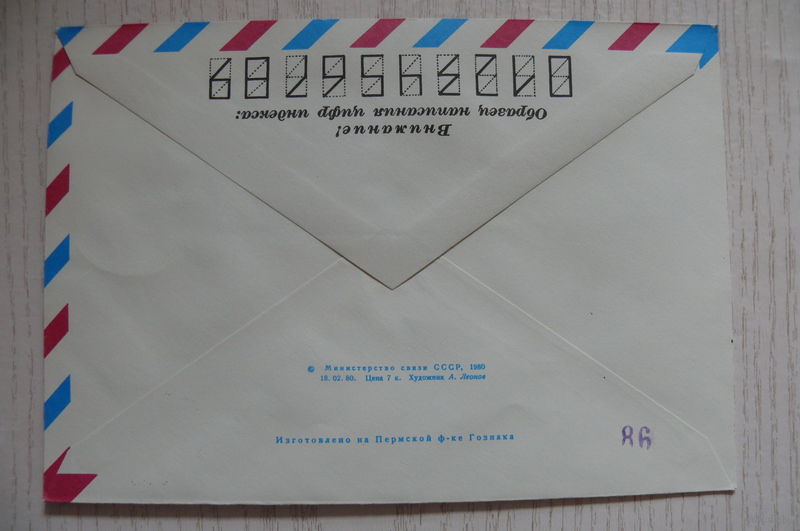 Внимание!
Образец написания цифр индекса:
0123456789
© Министерство связи СССР, 1980
18. 02. 80. Цена 7 к. Художник А. Леонов
Изготовлено на Пермской ф-ке Гознака
86